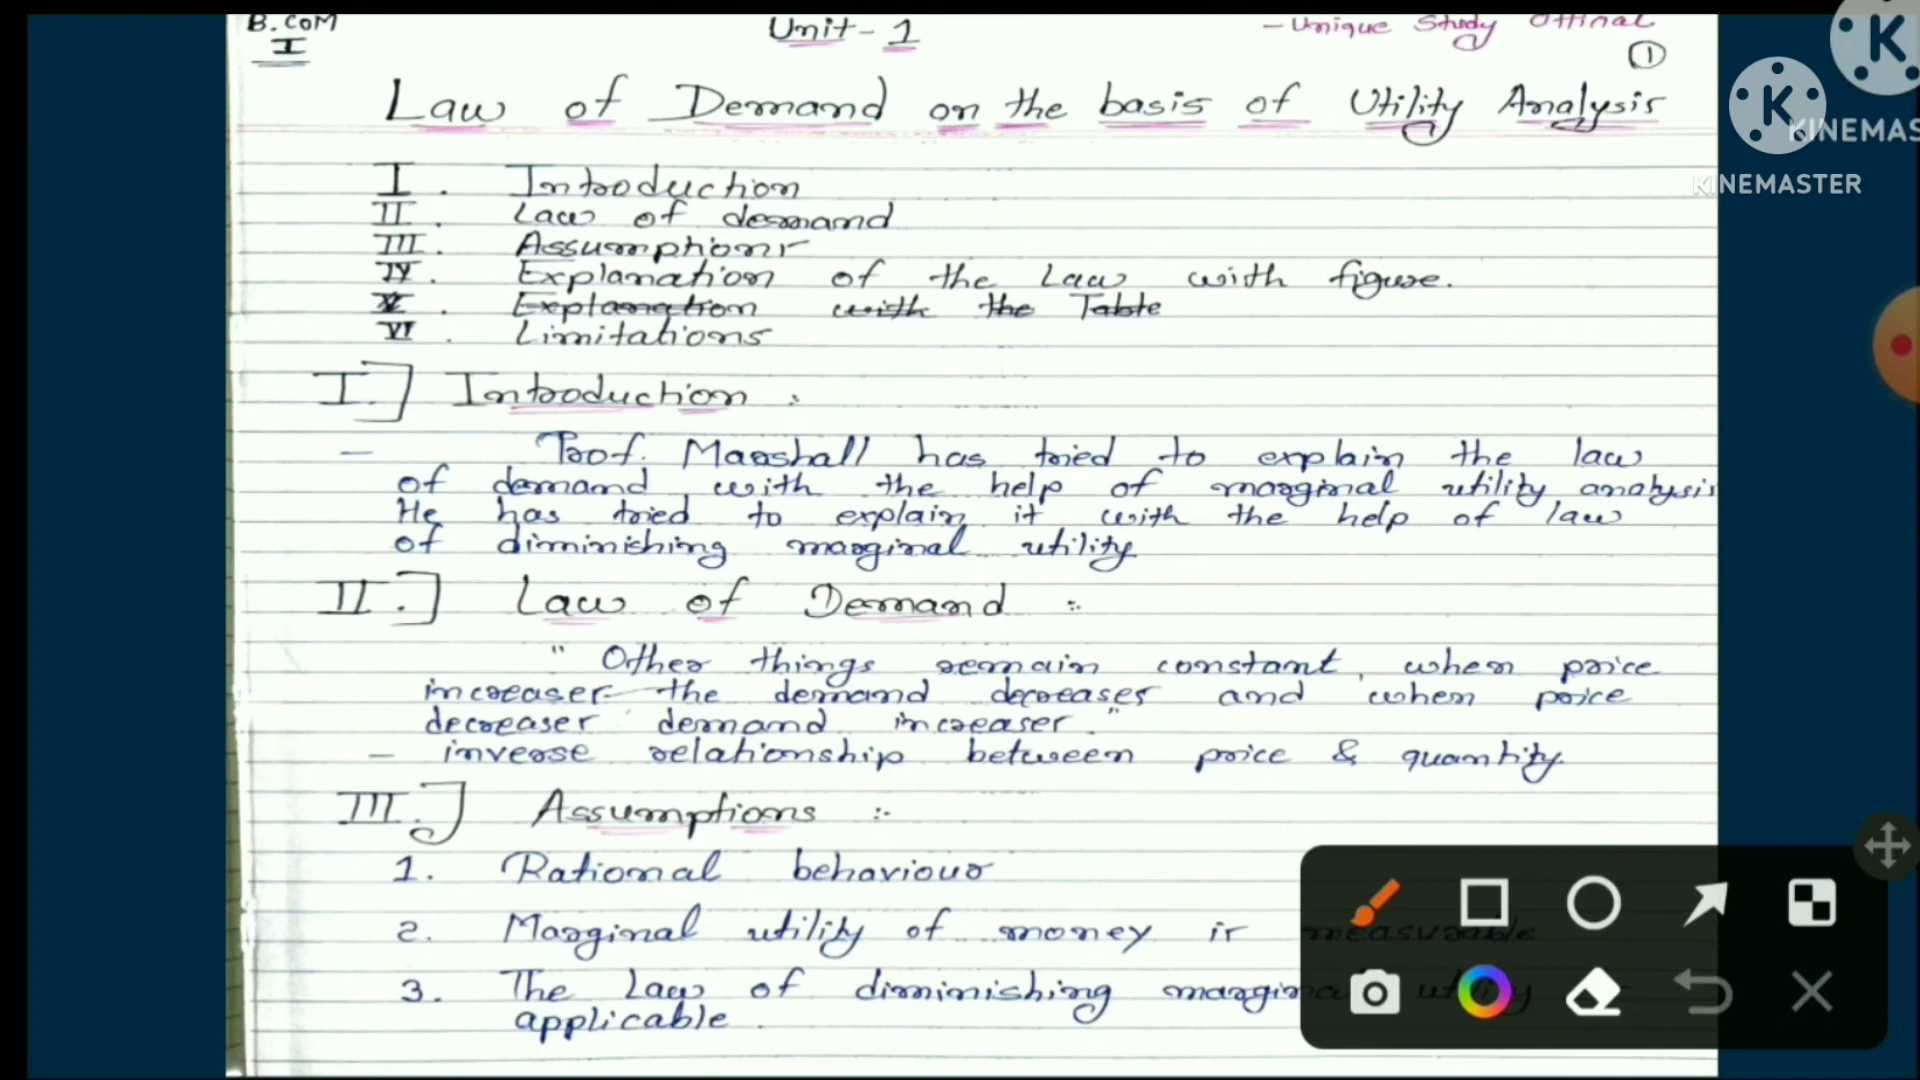 B.COM
I
Unit-1
- Unique Study Official
1
Law of Demand on the basis of Utility Analysis
KINEMAS
KINEMASTER
I. Introduction
II. Law of demand
III. Assumptions
IV. Explanation of the Law with figure.
V. Explanation with the Table
VI. Limitations
I.] Introduction :
- Prof. Marshall has tried to explain the law
of demand with the help of marginal utility analysis
He has tried to explain it with the help of law
of diminishing marginal utility
II.] Law of Demand :-
" Other things remain constant, when price
increases the demand decreases and when price
decreases demand increases."
- inverse relationship between price & quantity.
III.] Assumptions :-
1. Rational behaviour
2. Marginal utility of money is measurable
3. The Law of diminishing marginal utility
applicable.